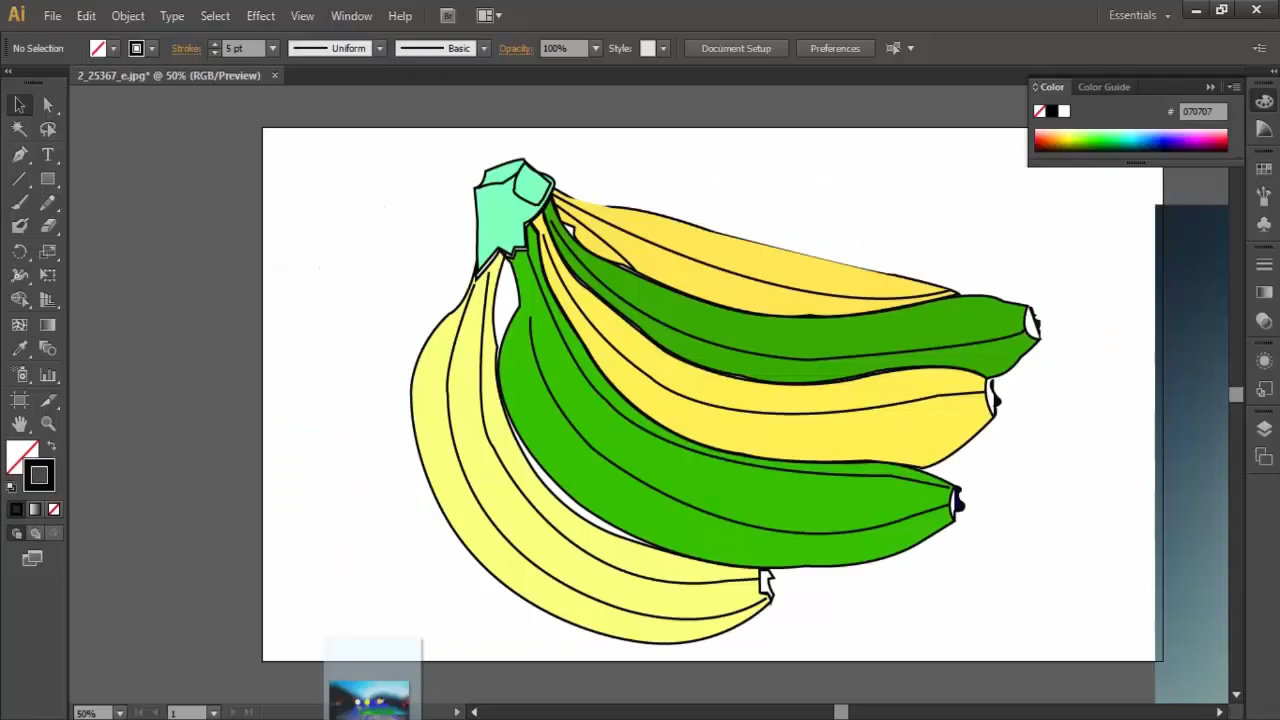 Ai File Edit Object Type Select Effect View Window Help Br Essentials
No Selection Stroke: 5 pt Uniform Basic Opacity: 100% Style: Document Setup Preferences
2_25367_e.jpg* @ 50% (RGB/Preview) ×
Color Color Guide
# 070707
T
50% 1